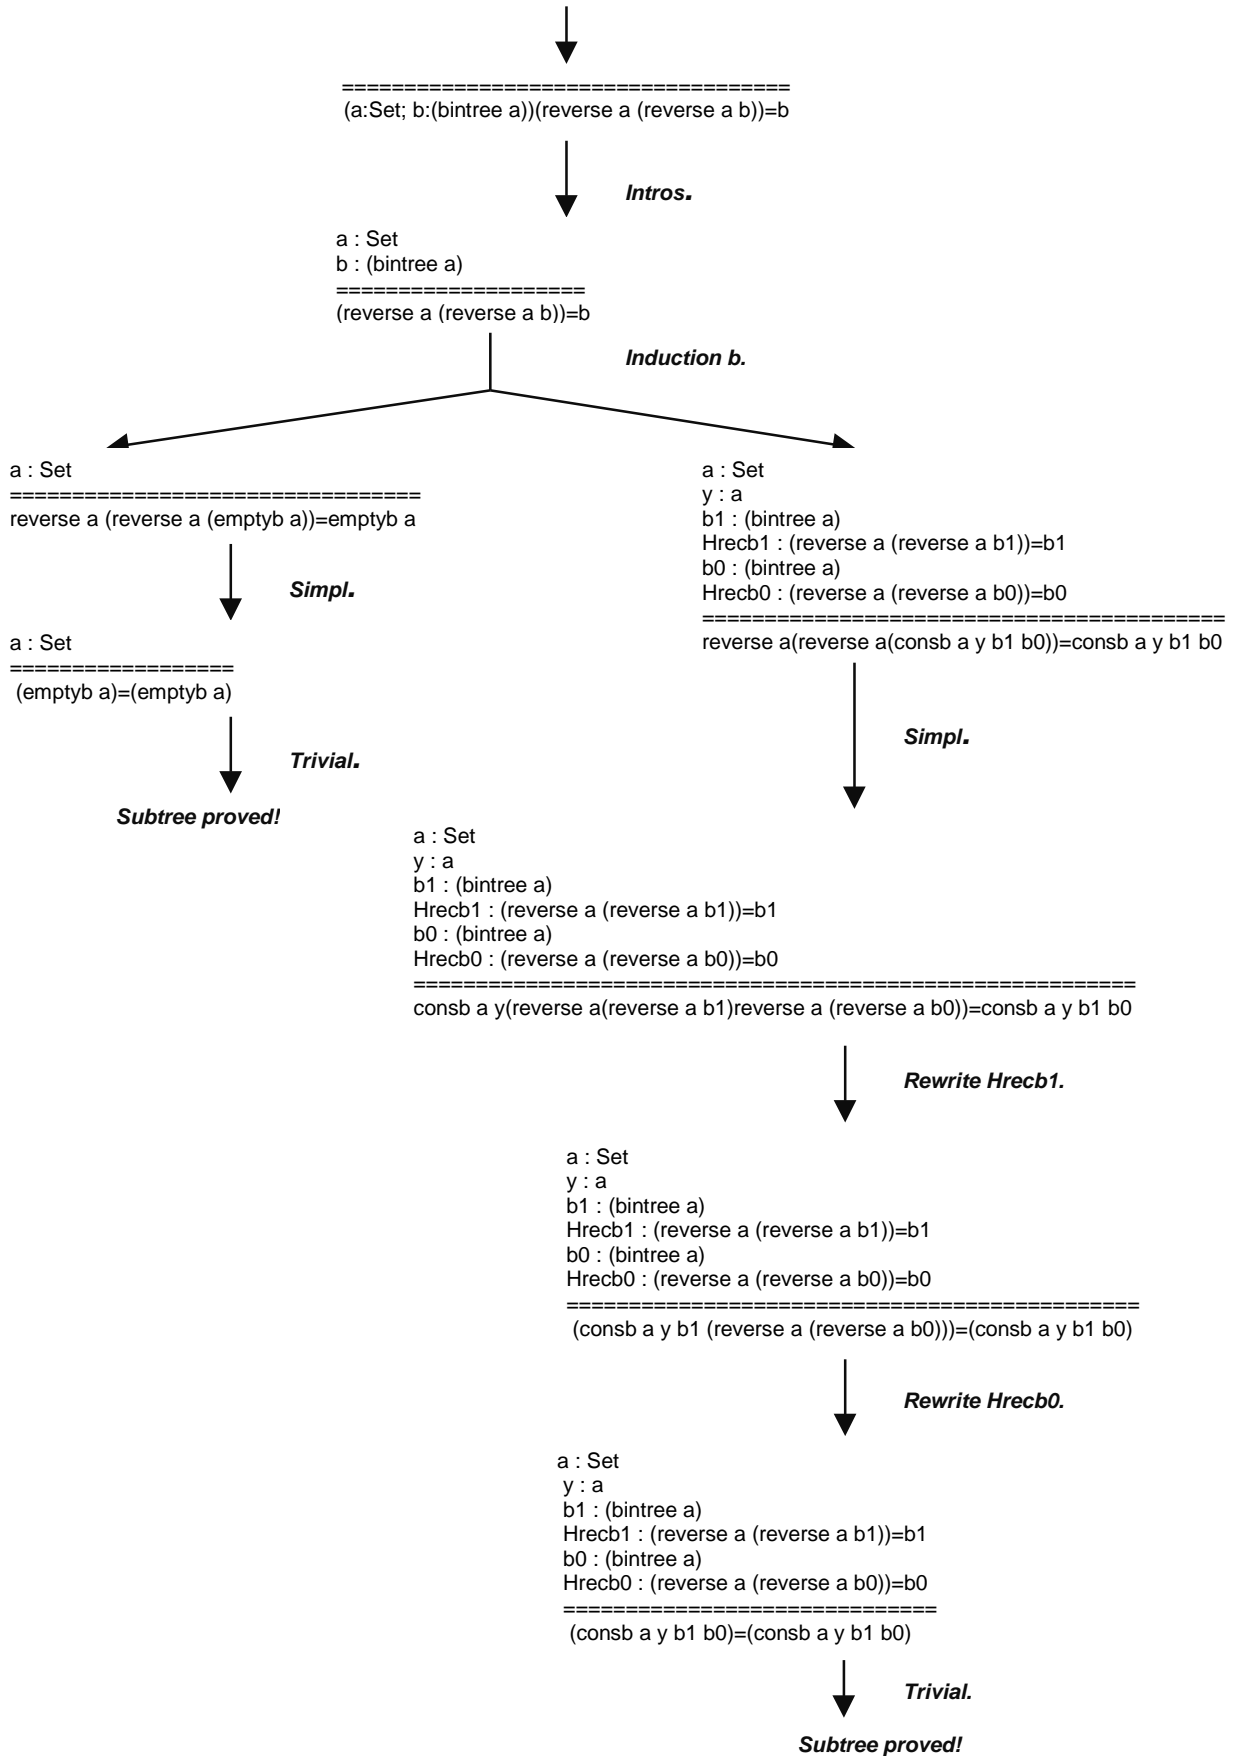 ====================================
(a:Set; b:(bintree a))(reverse a (reverse a b))=b
Intros.
a : Set
b : (bintree a)
====================
(reverse a (reverse a b))=b
Induction b.
a : Set
=================================
reverse a (reverse a (emptyb a))=emptyb a
Simpl.
a : Set
==================
(emptyb a)=(emptyb a)
Trivial.
Subtree proved!
a : Set
y : a
b1 : (bintree a)
Hrecb1 : (reverse a (reverse a b1))=b1
b0 : (bintree a)
Hrecb0 : (reverse a (reverse a b0))=b0
==========================================
reverse a(reverse a(consb a y b1 b0))=consb a y b1 b0
Simpl.
a : Set
y : a
b1 : (bintree a)
Hrecb1 : (reverse a (reverse a b1))=b1
b0 : (bintree a)
Hrecb0 : (reverse a (reverse a b0))=b0
==========================================================
consb a y(reverse a(reverse a b1)reverse a (reverse a b0))=consb a y b1 b0
Rewrite Hrecb1.
a : Set
y : a
b1 : (bintree a)
Hrecb1 : (reverse a (reverse a b1))=b1
b0 : (bintree a)
Hrecb0 : (reverse a (reverse a b0))=b0
==============================================
(consb a y b1 (reverse a (reverse a b0)))=(consb a y b1 b0)
Rewrite Hrecb0.
a : Set
y : a
b1 : (bintree a)
Hrecb1 : (reverse a (reverse a b1))=b1
b0 : (bintree a)
Hrecb0 : (reverse a (reverse a b0))=b0
==============================
(consb a y b1 b0)=(consb a y b1 b0)
Trivial.
Subtree proved!